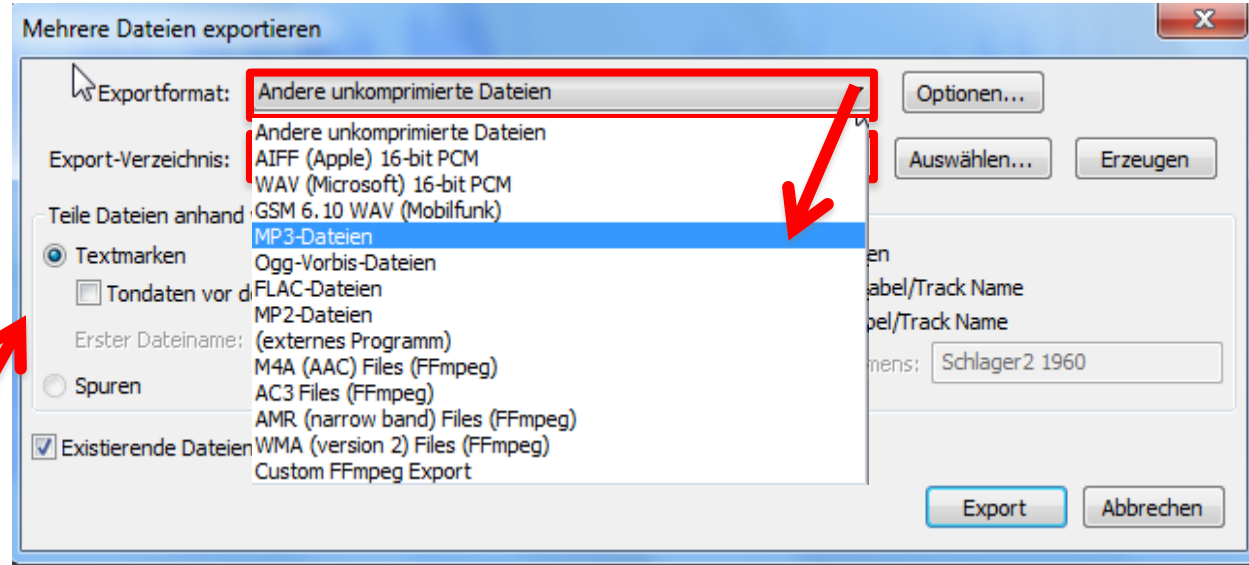 Mehrere Dateien exportieren
Exportformat: Andere unkomprimierte Dateien Optionen...
Andere unkomprimierte Dateien
Export-Verzeichnis: AIFF (Apple) 16-bit PCM Auswählen... Erzeugen
WAV (Microsoft) 16-bit PCM
Teile Dateien anhand GSM 6.10 WAV (Mobilfunk)
MP3-Dateien
Textmarken Ogg-Vorbis-Dateien en
Tondaten vor d FLAC-Dateien abel/Track Name
MP2-Dateien bel/Track Name
Erster Dateiname: (externes Programm)
M4A (AAC) Files (FFmpeg) mens: Schlager2 1960
Spuren AC3 Files (FFmpeg)
AMR (narrow band) Files (FFmpeg)
Existierende Dateien WMA (version 2) Files (FFmpeg)
Custom FFmpeg Export
Export Abbrechen